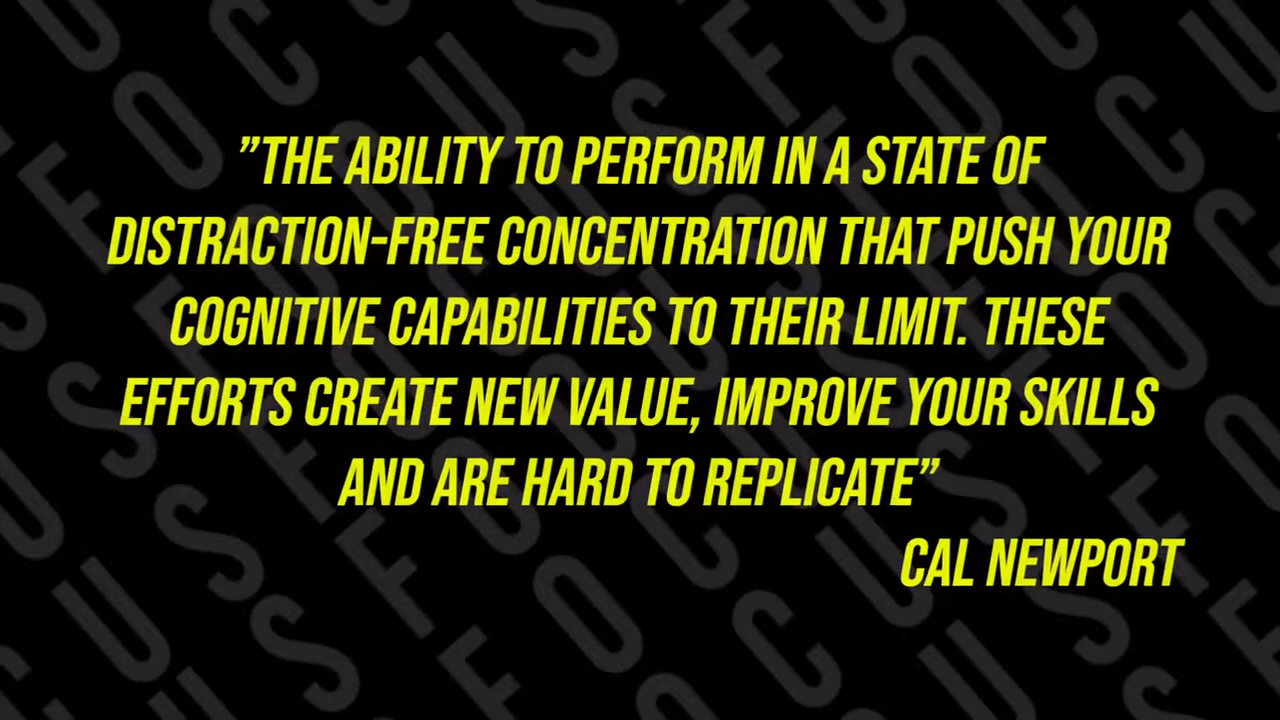 ”THE ABILITY TO PERFORM IN A STATE OF
DISTRACTION-FREE CONCENTRATION THAT PUSH YOUR
COGNITIVE CAPABILITIES TO THEIR LIMIT. THESE
EFFORTS CREATE NEW VALUE, IMPROVE YOUR SKILLS
AND ARE HARD TO REPLICATE”
CAL NEWPORT
FOCUS